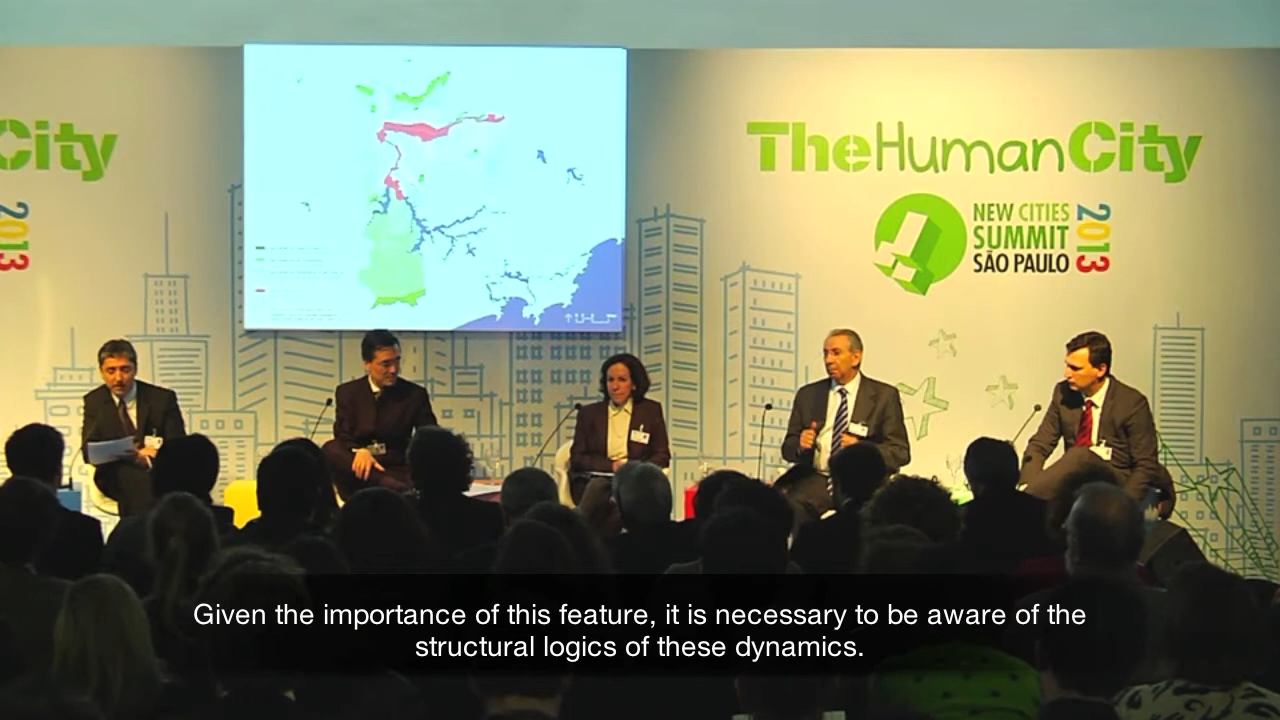 City
2013
TheHumanCity
NEW CITIES
SUMMIT
SÃO PAULO
2013
Given the importance of this feature, it is necessary to be aware of the
structural logics of these dynamics.